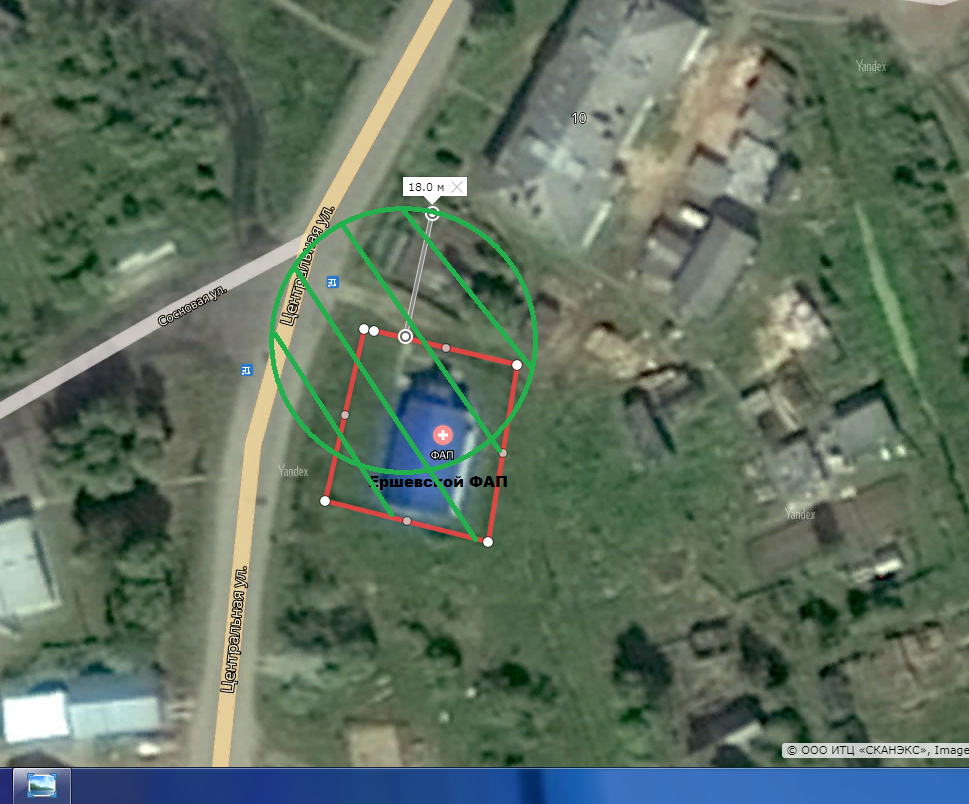 Yandex
10
18.0 м
Центральная ул.
Сосновая ул.
ФАП
Yandex
Ершевской ФАП
Yandex
Центральная ул.
© ООО ИТЦ «СКАНЭКС», Image